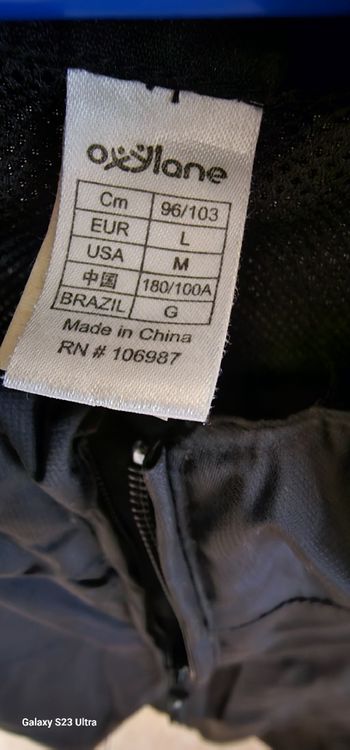 oxylane
Cm 96/103
EUR L
USA M
中国 180/100A
BRAZIL G
Made in China
RN # 106987
Galaxy S23 Ultra